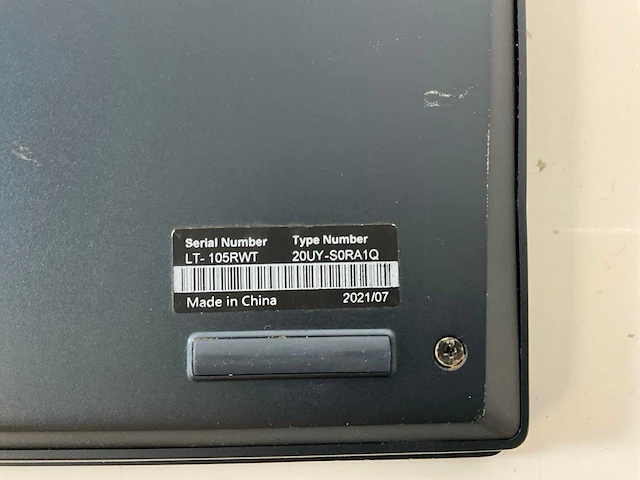 Serial Number Type Number
LT- 105RWT 20UY-S0RA1Q
Made in China 2021/07